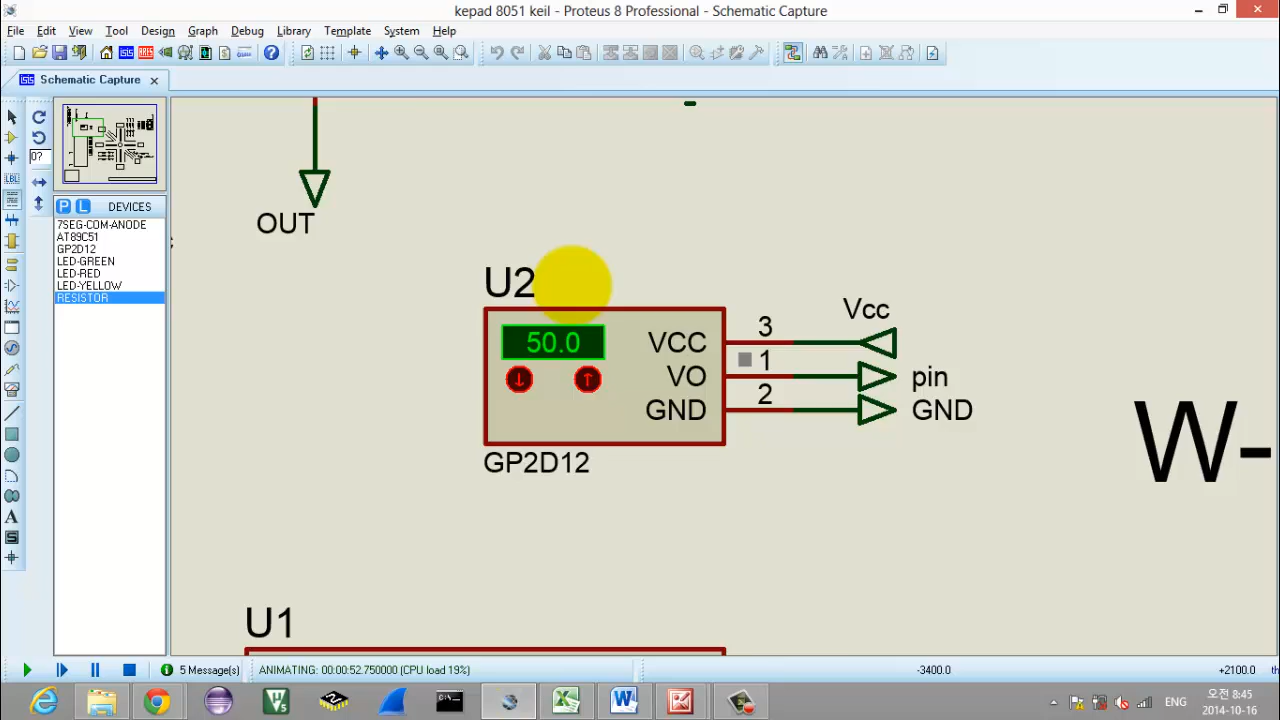 kepad 8051 keil - Proteus 8 Professional - Schematic Capture
File Edit View Tool Design Graph Debug Library Template System Help
Schematic Capture
0?
LBL
P L DEVICES
7SEG-COM-ANODE
AT89C51
GP2D12
LED-GREEN
LED-RED
LED-YELLOW
RESISTOR
A
S
OUT
U2
50.0
VCC
VO
GND
3
1
2
Vcc
pin
GND
GP2D12
W-
U1
5 Message(s)
ANIMATING: 00:00:52.750000 (CPU load 19%)
-3400.0
+2100.0
th
ENG
오전 8:45
2014-10-16